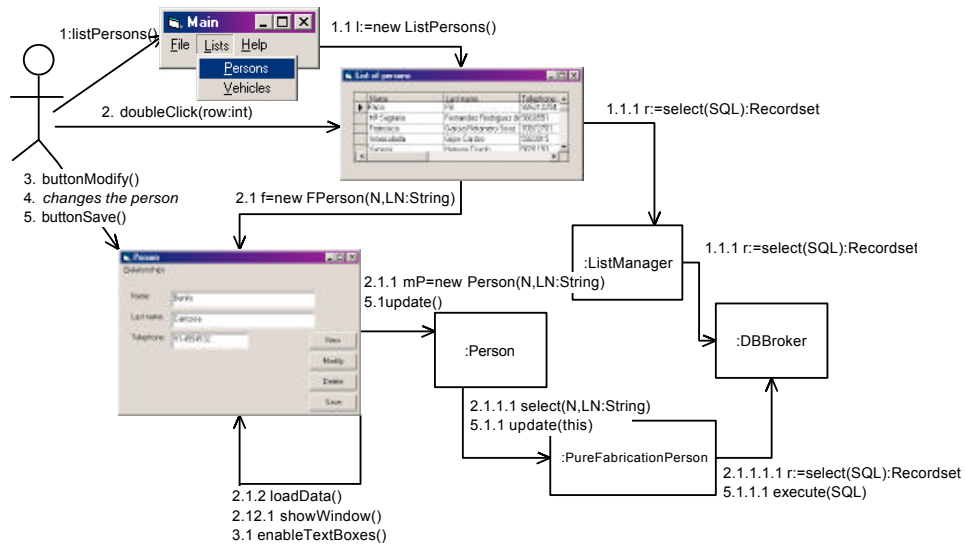 Main
File Lists Help
Persons
Vehicles
1:listPersons()
1.1 l:=new ListPersons()
List of persons
Name Last name Telephone
2. doubleClick(row:int)
1.1.1 r:=select(SQL):Recordset
3. buttonModify()
4. changes the person
5. buttonSave()
2.1 f=new FPerson(N,LN:String)
:ListManager
1.1.1 r:=select(SQL):Recordset
:DBBroker
Person
Relationships
Name
Last name
Telephone
New
Modify
Delete
Save
2.1.1 mP=new Person(N,LN:String)
5.1update()
:Person
2.1.1.1 select(N,LN:String)
5.1.1 update(this)
:PureFabricationPerson
2.1.1.1.1 r:=select(SQL):Recordset
5.1.1.1 execute(SQL)
2.1.2 loadData()
2.12.1 showWindow()
3.1 enableTextBoxes()